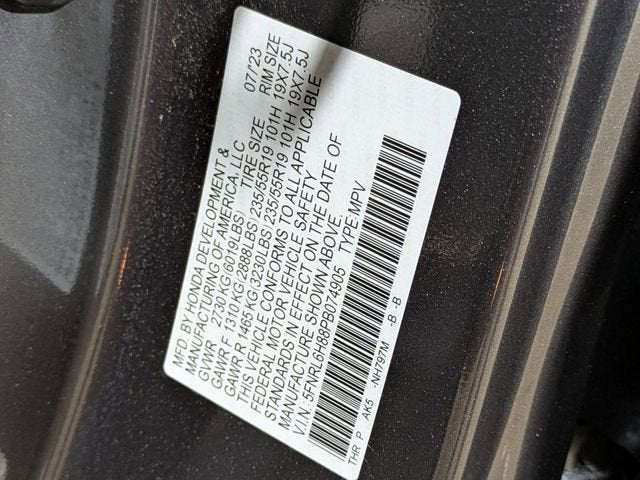 MFD. BY HONDA DEVELOPMENT & 07/23
MANUFACTURING OF AMERICA, LLC
GVWR 2730 KG(6019LBS) TIRE SIZE RIM SIZE
GAWR F 1310 KG(2888LBS) 235/55R19 101H 19X7.5J
GAWR R 1465 KG(3230LBS) 235/55R19 101H 19X7.5J
THIS VEHICLE CONFORMS TO ALL APPLICABLE
FEDERAL MOTOR VEHICLE SAFETY
STANDARDS IN EFFECT ON THE DATE OF
MANUFACTURE SHOWN ABOVE.
V.I.N.:5FNRL6H88PB074905 TYPE:MPV
THR P AK5 -NH797M -B -B